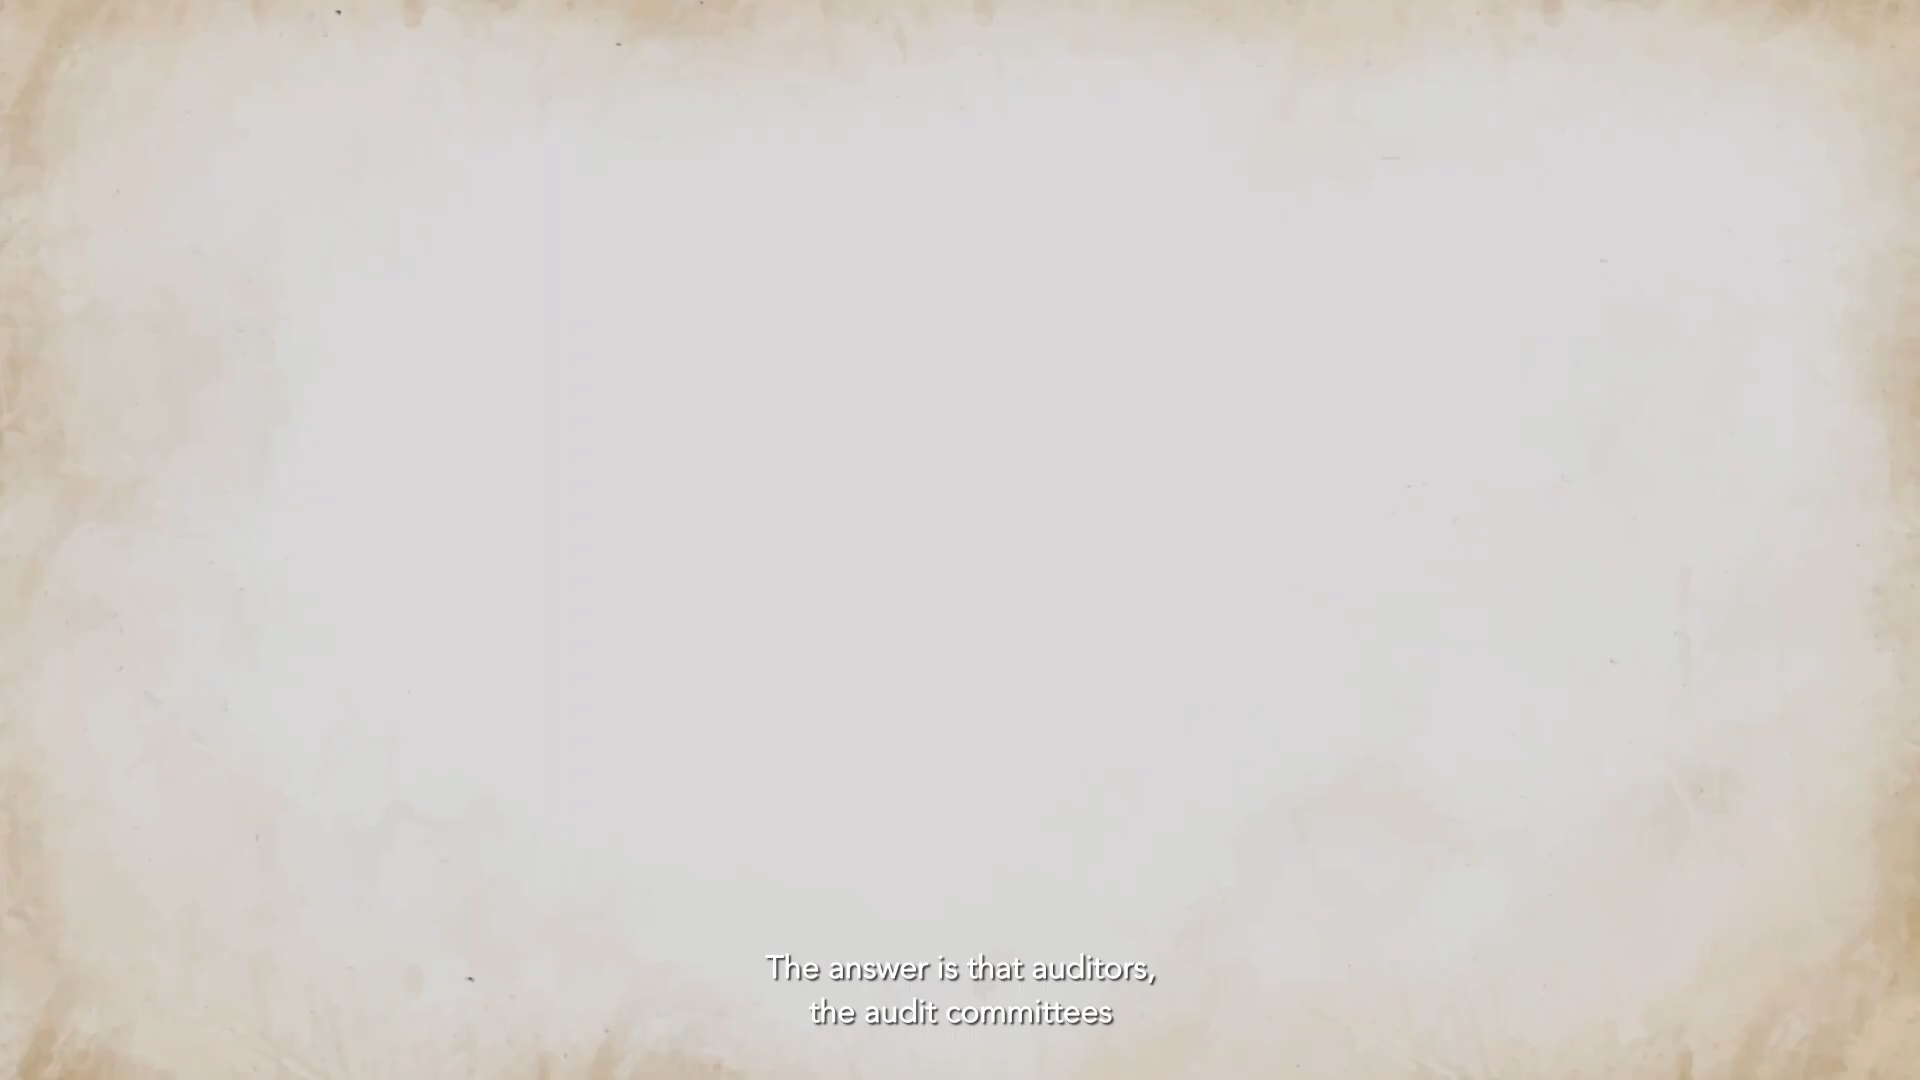 The answer is that auditors,
the audit committees